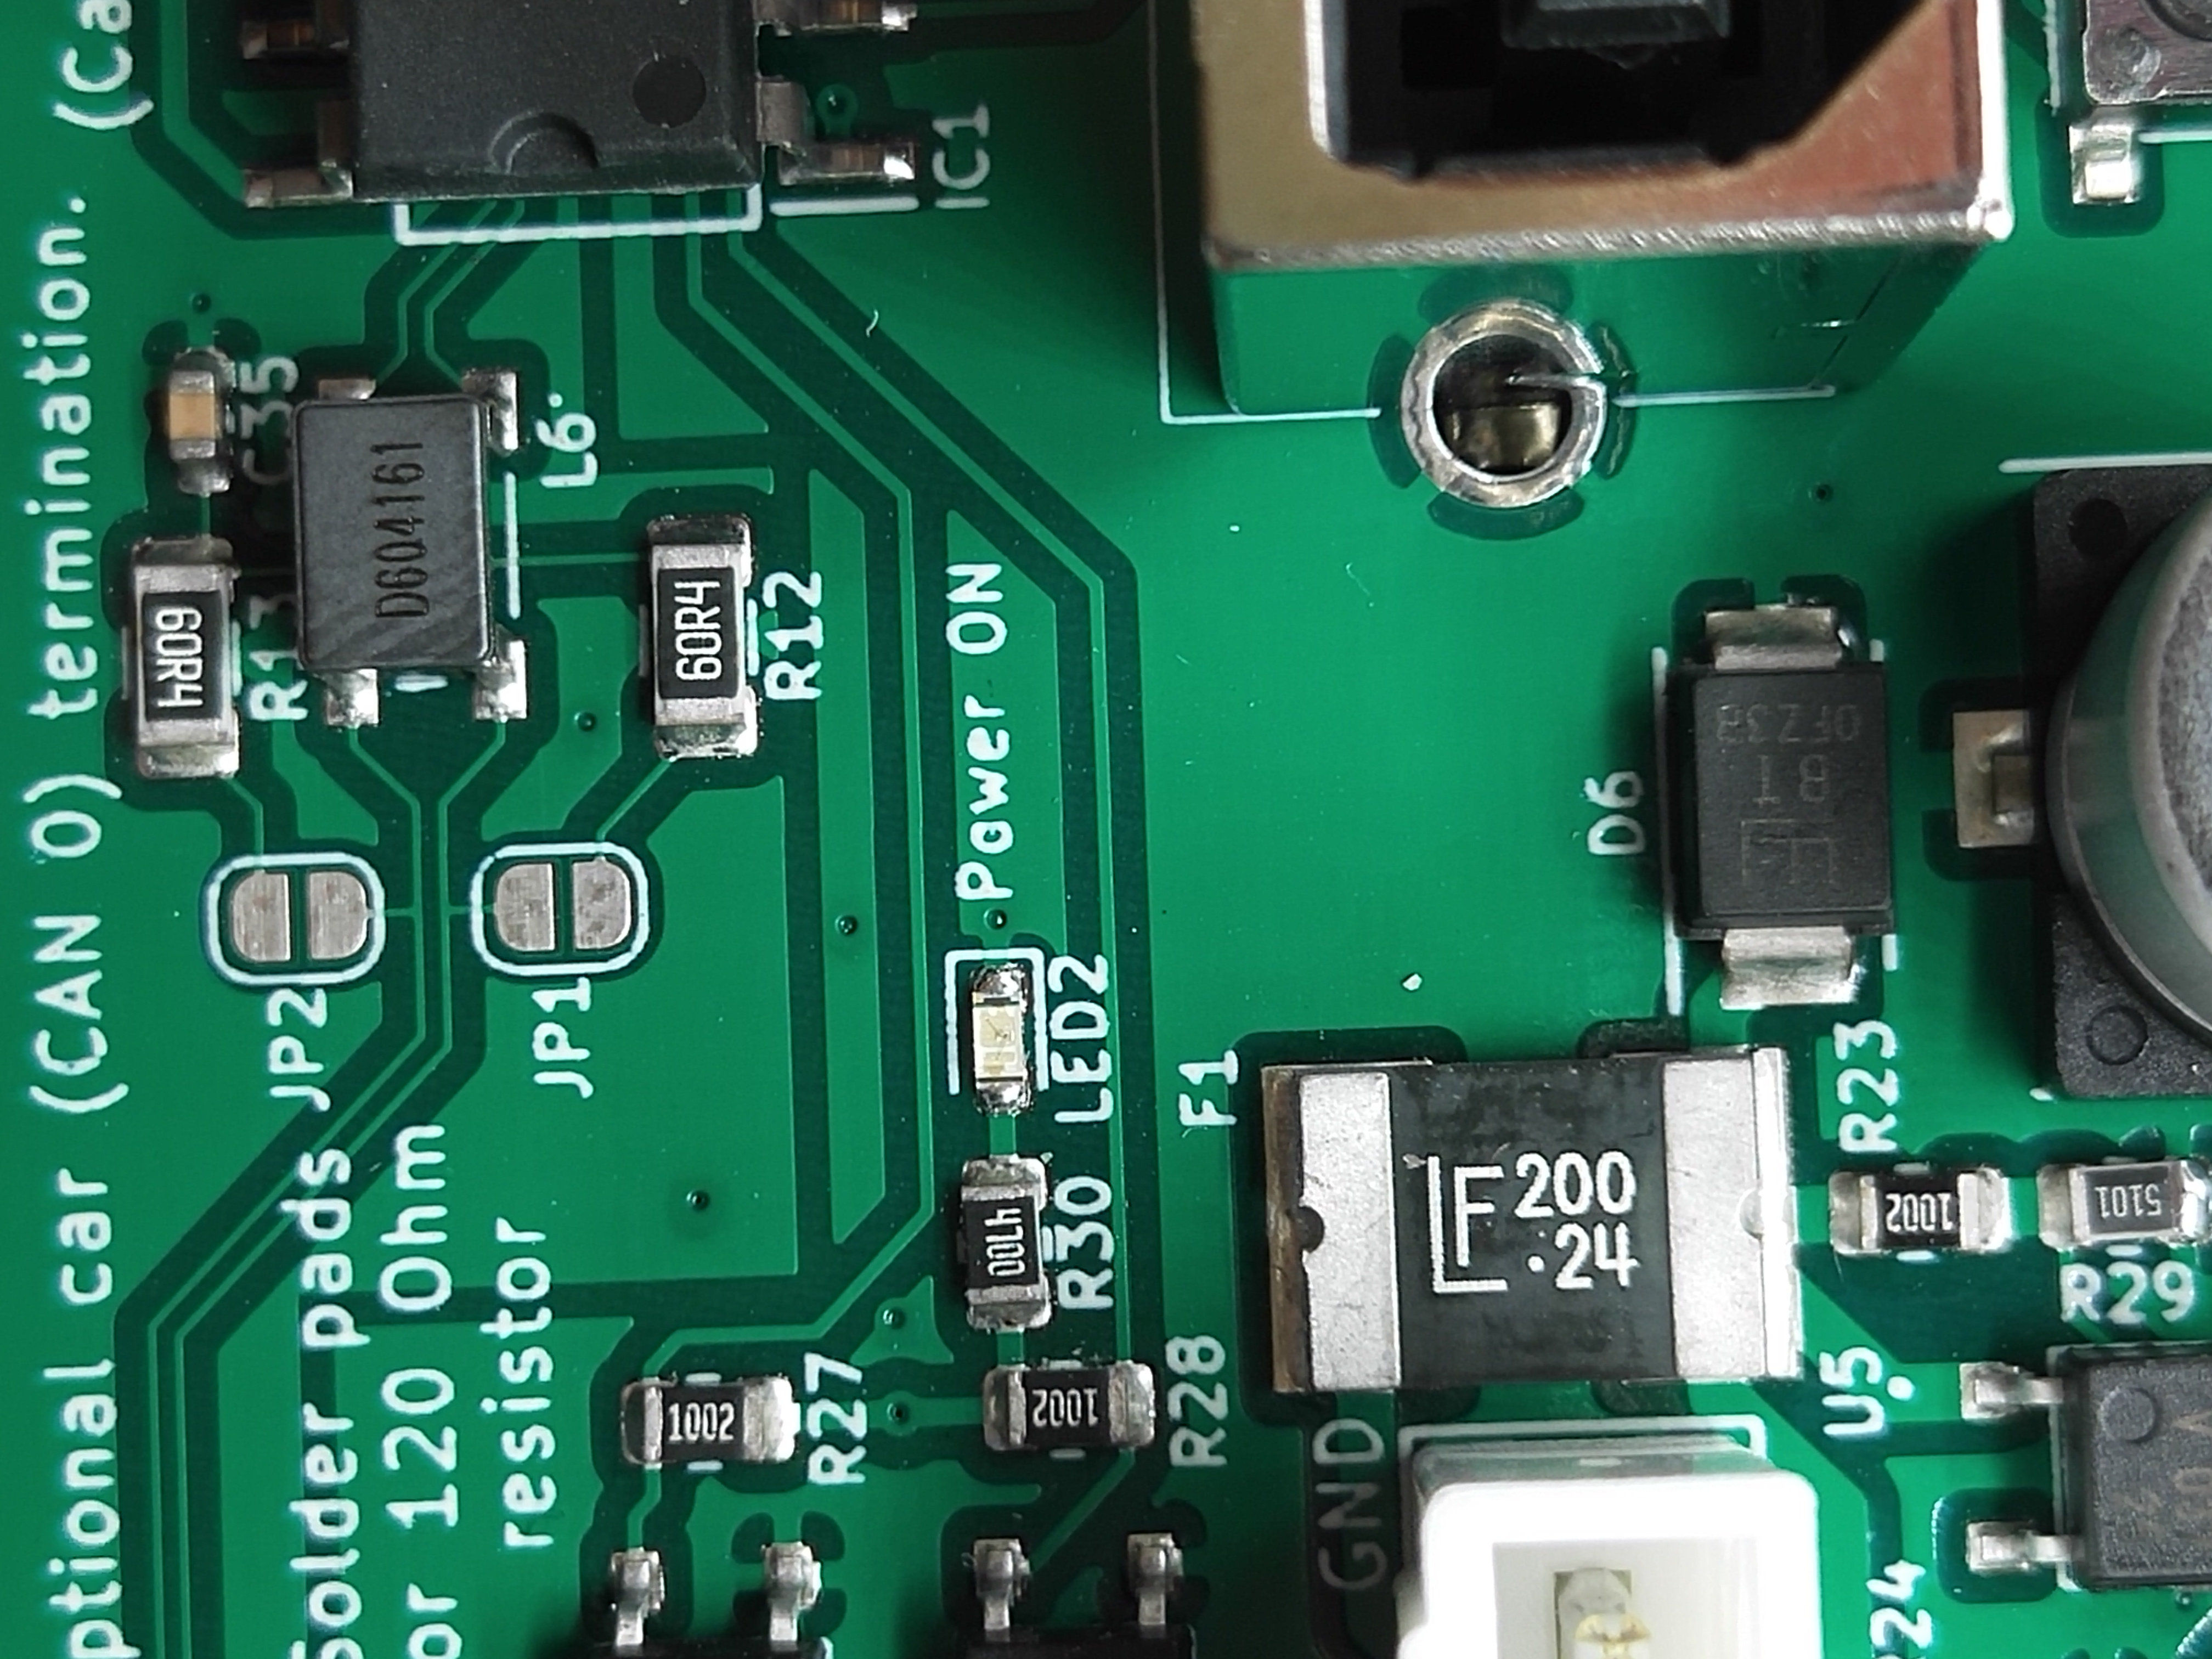 (Ca
ptional car (CAN 0) termination.
Solder pads
or 120 Ohm
resistor
IC1
C35
L6
D604161
60R4
R13
60R4
R12
JP2
JP1
Power ON
LED2
4700
R30
1002
R27
1002
R28
D6
F1
LF 200
.24
R23
1002
5101
R29
U5
GND